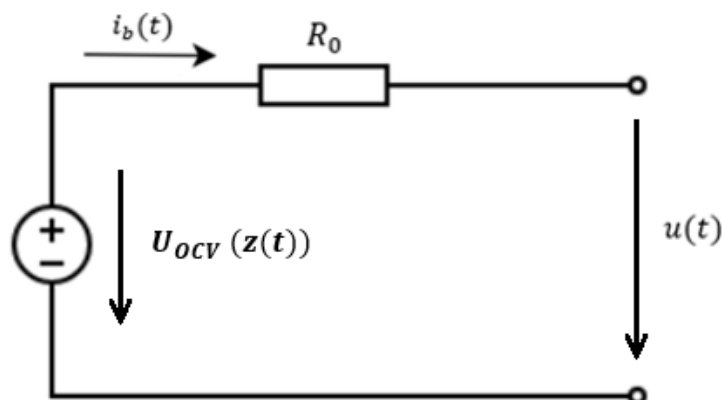 i_b(t)
R_0
+
−
U_OCV (z(t))
u(t)